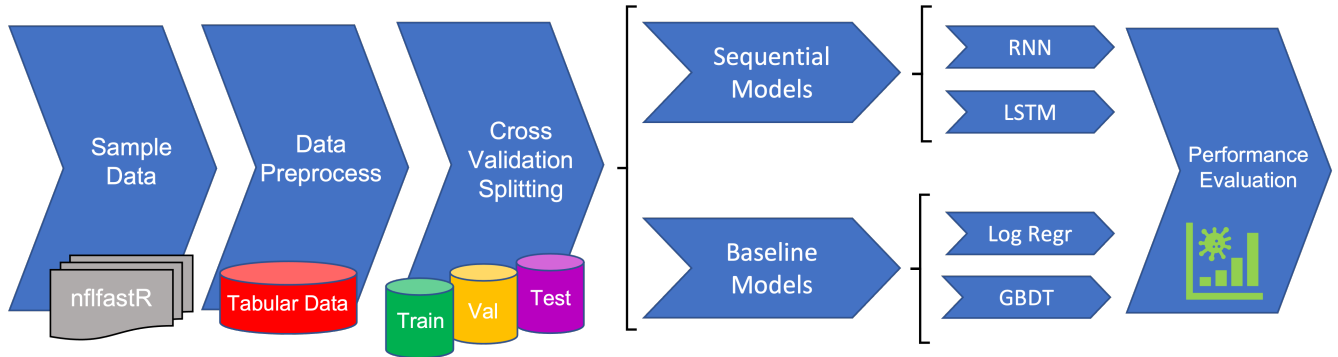 Sample
Data
nflfastR
Data
Preprocess
Tabular Data
Cross
Validation
Splitting
Train
Val
Test
Sequential
Models
RNN
LSTM
Baseline
Models
Log Regr
GBDT
Performance
Evaluation